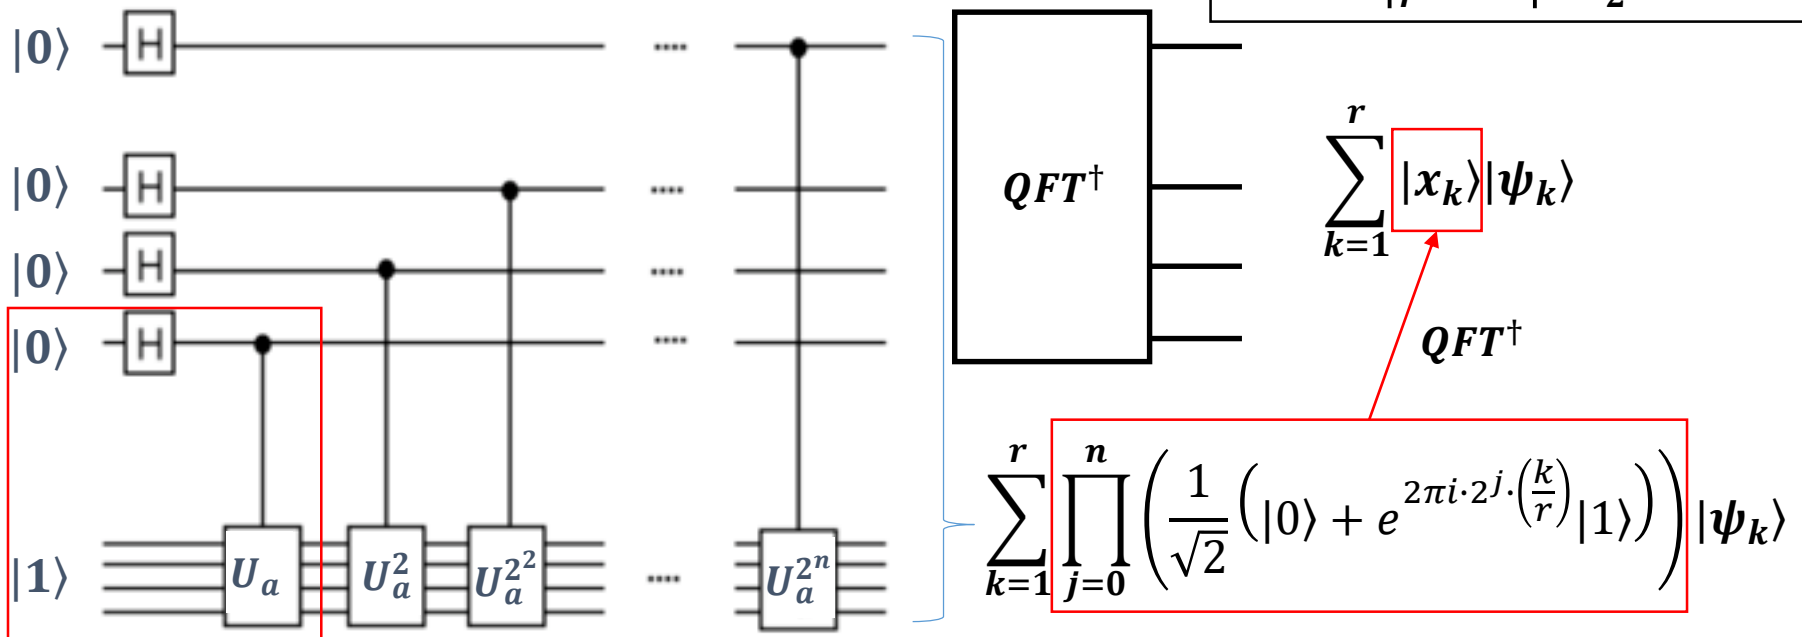 |0⟩ H ....
|0⟩ H ....
|0⟩ H ....
|0⟩ H ....
|1⟩ U_a U_a^2 U_a^{2^2} .... U_a^{2^n}
QFT†
∑_{k=1}^{r} |x_k⟩|ψ_k⟩
QFT†
∑_{k=1}^{r} ∏_{j=0}^{n} (1/√2 (|0⟩ + e^{2πi·2^j·(k/r)}|1⟩)) |ψ_k⟩